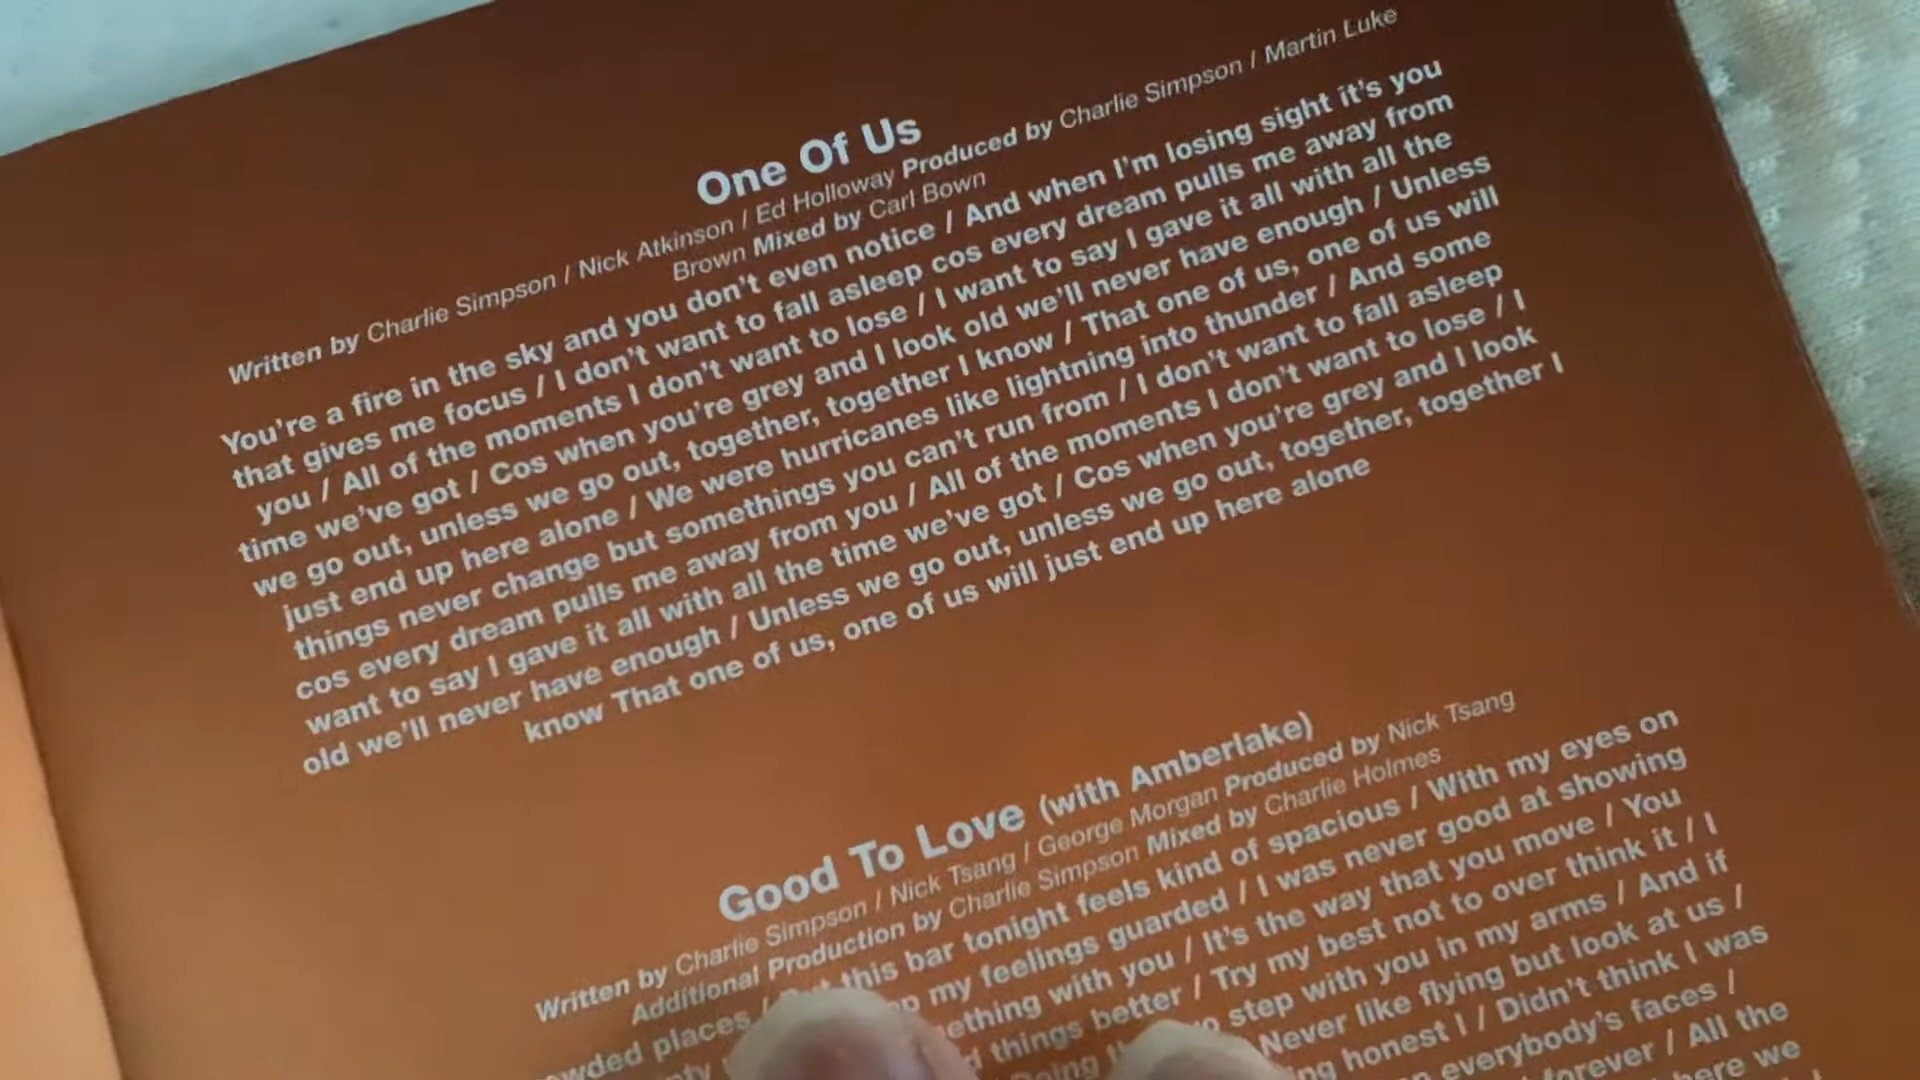 One Of Us
Written by Charlie Simpson / Nick Atkinson / Ed Holloway Produced by Charlie Simpson / Martin Luke
Brown Mixed by Carl Bown
You're a fire in the sky and you don't even notice / And when I'm losing sight it's you
that gives me focus / I don't want to fall asleep cos every dream pulls me away from
you / All of the moments I don't want to lose / I want to say I gave it all with all the
time we've got / Cos when you're grey and I look old we'll never have enough / Unless
we go out, unless we go out, together, together I know / That one of us, one of us will
just end up here alone / We were hurricanes like lightning into thunder / And some
things never change but somethings you can't run from / I don't want to fall asleep
cos every dream pulls me away from you / All of the moments I don't want to lose / I
want to say I gave it all with all the time we've got / Cos when you're grey and I look
old we'll never have enough / Unless we go out, unless we go out, together, together I
know That one of us, one of us will just end up here alone
Good To Love (with Amberlake)
Written by Charlie Simpson / Nick Tsang / George Morgan Produced by Nick Tsang
Additional Production by Charlie Simpson Mixed by Charlie Holmes
places / this bar tonight feels kind of spacious / With my eyes on
my feelings guarded / I was never good at showing
with you / It's the way that you move / You
things better / Try my best not to over think it / I
step with you in my arms / And if
Never like flying but look at us /
honest I / Didn't think I was
everybody's faces /
/ All the
we